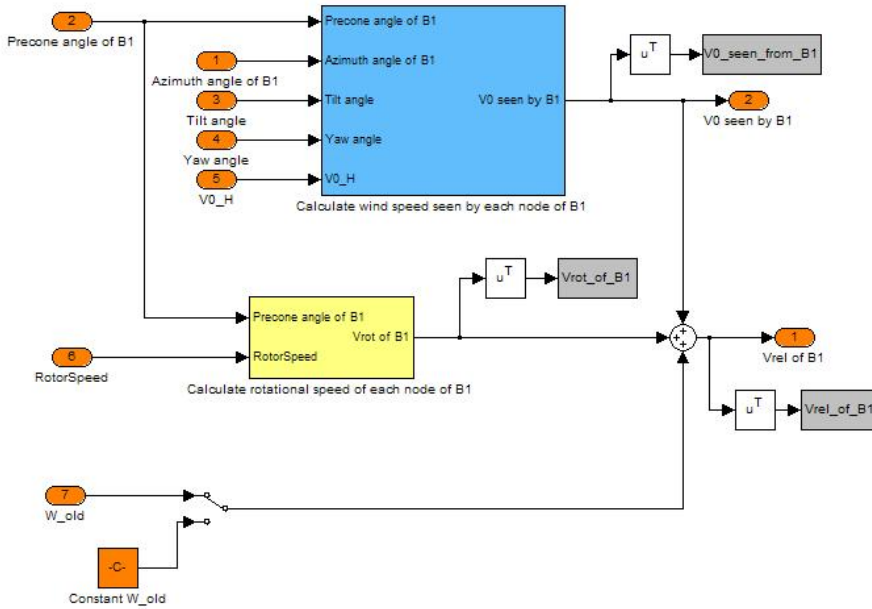 2
Precone angle of B1
1
Azimuth angle of B1
3
Tilt angle
4
Yaw angle
5
V0_H
Precone angle of B1
Azimuth angle of B1
Tilt angle
Yaw angle
V0_H
V0 seen by B1
Calculate wind speed seen by each node of B1
u^T
V0_seen_from_B1
2
V0 seen by B1
u^T
Vrot_of_B1
Precone angle of B1
Vrot of B1
RotorSpeed
Calculate rotational speed of each node of B1
6
RotorSpeed
+
+
+
1
Vrel of B1
u^T
Vrel_of_B1
7
W_old
-C-
Constant W_old